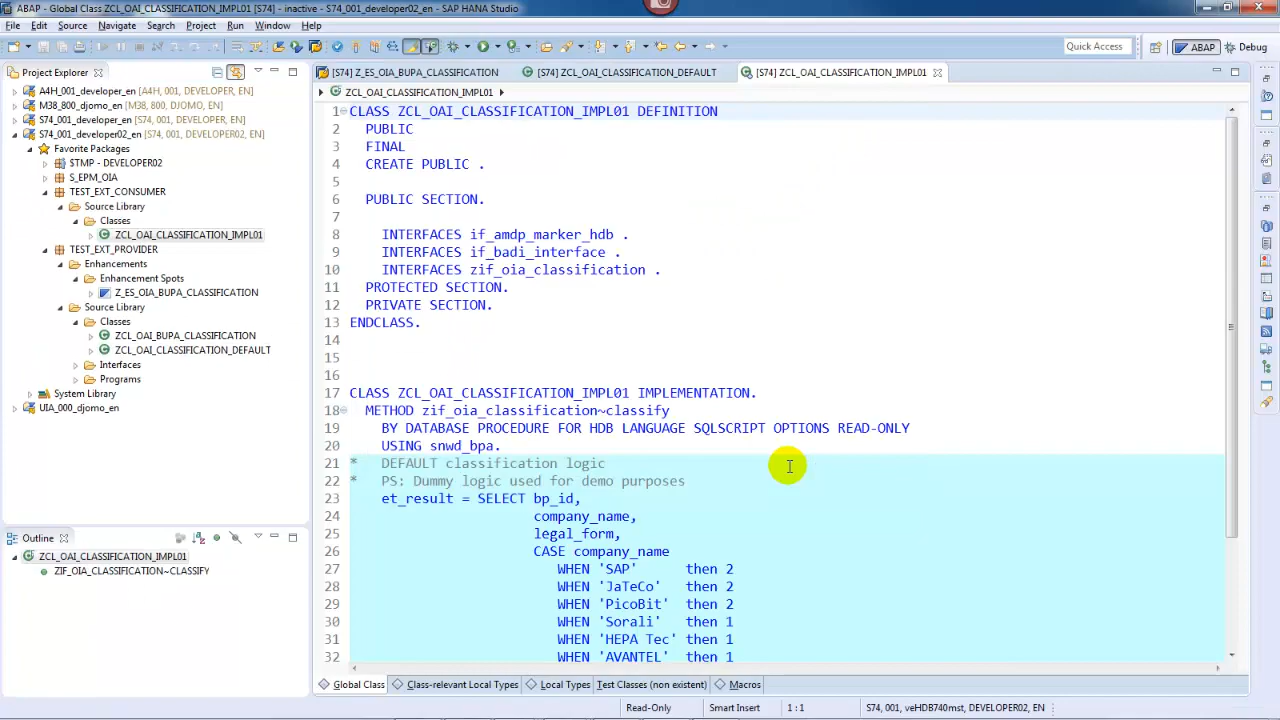 ABAP - Global Class ZCL_OAI_CLASSIFICATION_IMPL01 [S74] - inactive - S74_001_developer02_en - SAP HANA Studio
File Edit Source Navigate Search Project Run Window Help
Quick Access ABAP Debug
Project Explorer
A4H_001_developer_en [A4H, 001, DEVELOPER, EN]
M38_800_djomo_en [M38, 800, DJOMO, EN]
S74_001_developer_en [S74, 001, DEVELOPER, EN]
S74_001_developer02_en [S74, 001, DEVELOPER02, EN]
Favorite Packages
$TMP - DEVELOPER02
S_EPM_OIA
TEST_EXT_CONSUMER
Source Library
Classes
ZCL_OAI_CLASSIFICATION_IMPL01
TEST_EXT_PROVIDER
Enhancements
Enhancement Spots
Z_ES_OIA_BUPA_CLASSIFICATION
Source Library
Classes
ZCL_OAI_BUPA_CLASSIFICATION
ZCL_OAI_CLASSIFICATION_DEFAULT
Interfaces
Programs
System Library
UIA_000_djomo_en
Outline
ZCL_OAI_CLASSIFICATION_IMPL01
ZIF_OIA_CLASSIFICATION~CLASSIFY
[S74] Z_ES_OIA_BUPA_CLASSIFICATION [S74] ZCL_OAI_CLASSIFICATION_DEFAULT [S74] ZCL_OAI_CLASSIFICATION_IMPL01
ZCL_OAI_CLASSIFICATION_IMPL01
1 CLASS ZCL_OAI_CLASSIFICATION_IMPL01 DEFINITION
2 PUBLIC
3 FINAL
4 CREATE PUBLIC .
5
6 PUBLIC SECTION.
7
8 INTERFACES if_amdp_marker_hdb .
9 INTERFACES if_badi_interface .
10 INTERFACES zif_oia_classification .
11 PROTECTED SECTION.
12 PRIVATE SECTION.
13 ENDCLASS.
14
15
16
17 CLASS ZCL_OAI_CLASSIFICATION_IMPL01 IMPLEMENTATION.
18 METHOD zif_oia_classification~classify
19 BY DATABASE PROCEDURE FOR HDB LANGUAGE SQLSCRIPT OPTIONS READ-ONLY
20 USING snwd_bpa.
21 * DEFAULT classification logic
22 * PS: Dummy logic used for demo purposes
23 et_result = SELECT bp_id,
24 company_name,
25 legal_form,
26 CASE company_name
27 WHEN 'SAP' then 2
28 WHEN 'JaTeCo' then 2
29 WHEN 'PicoBit' then 2
30 WHEN 'Sorali' then 1
31 WHEN 'HEPA Tec' then 1
32 WHEN 'AVANTEL' then 1
Global Class Class-relevant Local Types Local Types Test Classes (non existent) Macros
Read-Only Smart Insert 1 : 1 S74, 001, veHDB740mst, DEVELOPER02, EN